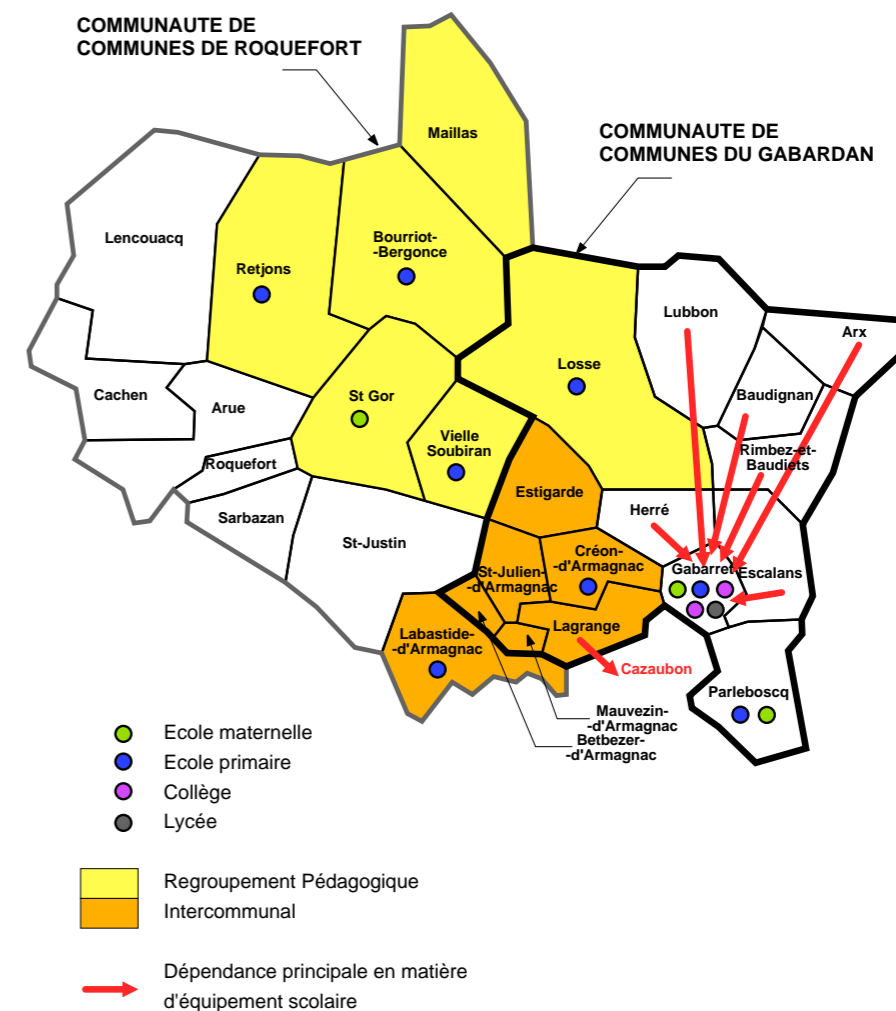 COMMUNAUTE DE
COMMUNES DE ROQUEFORT
Maillas
COMMUNAUTE DE
COMMUNES DU GABARDAN
Lencouacq
Bourriot-
-Bergonce
Retjons
Lubbon
Arx
Losse
Cachen
Arue
St Gor
Baudignan
Vielle
Soubiran
Rimbez-et-
Baudiets
Roquefort
Estigarde
Sarbazan
Herré
St-Justin
Créon-
-d'Armagnac
St-Julien-
-d'Armagnac
Gabarret
Escalans
Labastide-
-d'Armagnac
Lagrange
Cazaubon
Parleboscq
Mauvezin-
-d'Armagnac
Betbezer-
-d'Armagnac
Ecole maternelle
Ecole primaire
Collège
Lycée
Regroupement Pédagogique
Intercommunal
Dépendance principale en matière
d'équipement scolaire